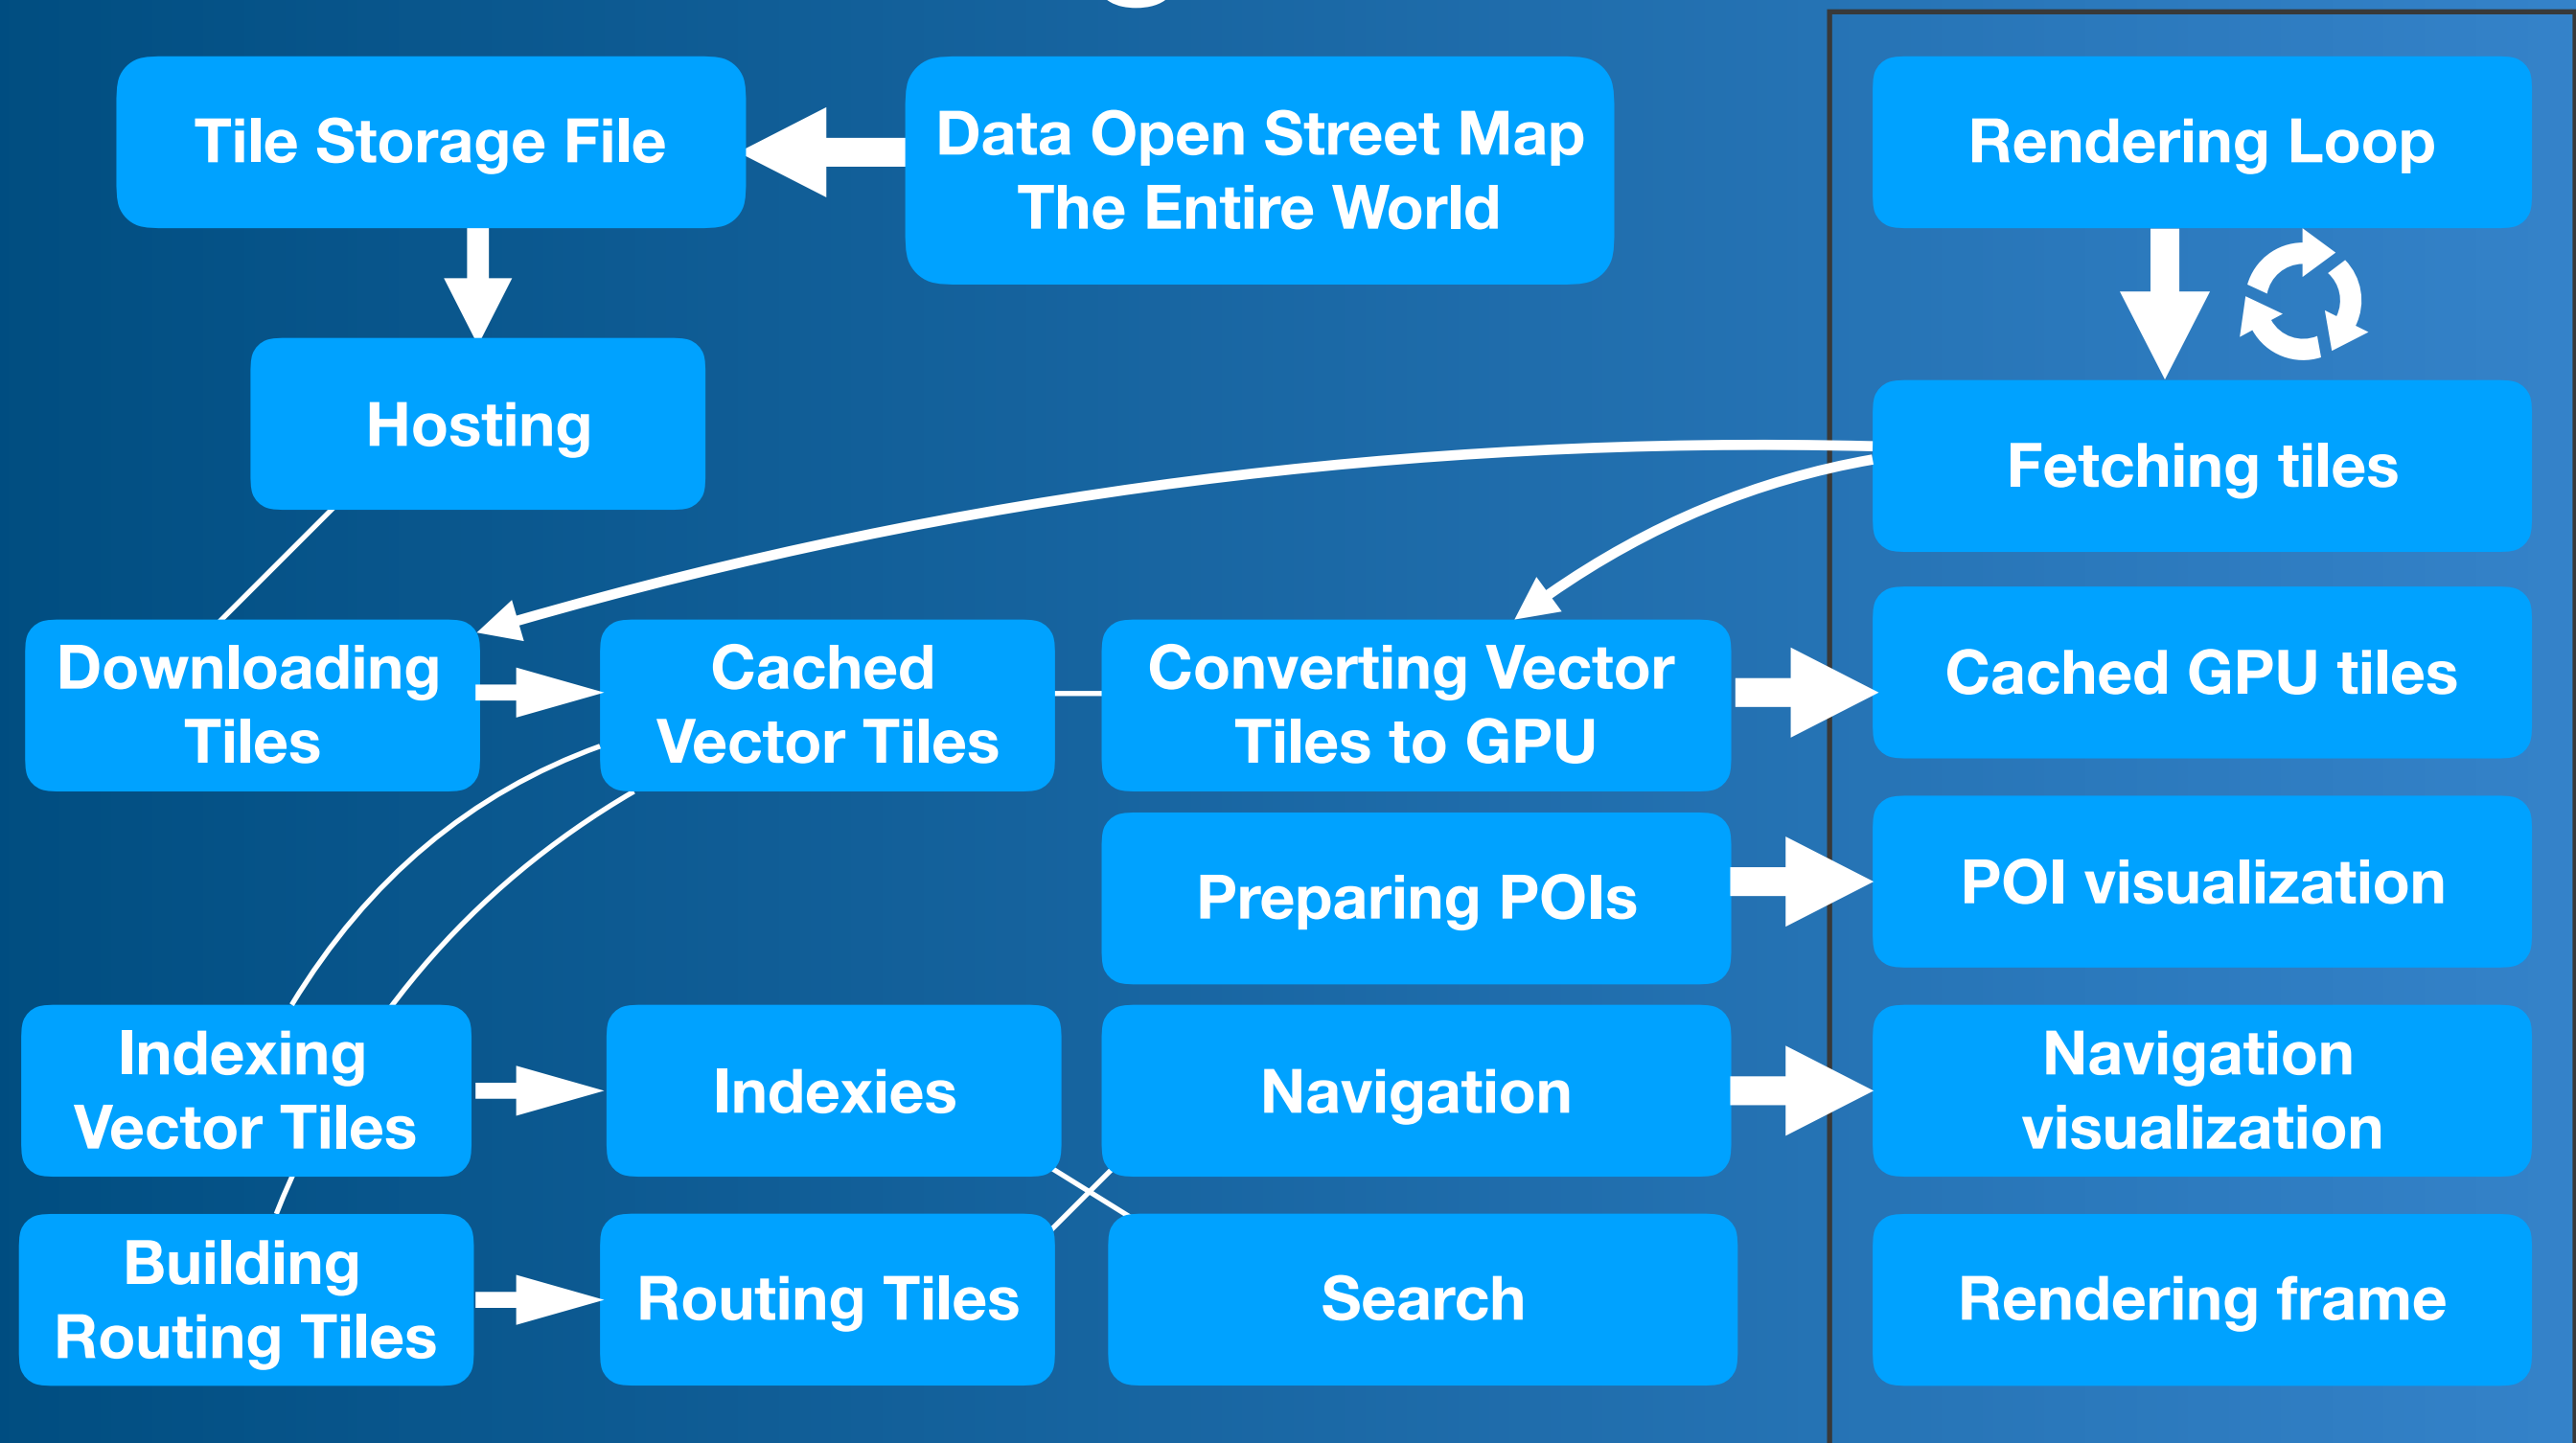 Tile Storage File
Data Open Street Map
The Entire World
Rendering Loop
Hosting
Fetching tiles
Downloading
Tiles
Cached
Vector Tiles
Converting Vector
Tiles to GPU
Cached GPU tiles
Preparing POIs
POI visualization
Indexing
Vector Tiles
Indexies
Navigation
Navigation
visualization
Building
Routing Tiles
Routing Tiles
Search
Rendering frame